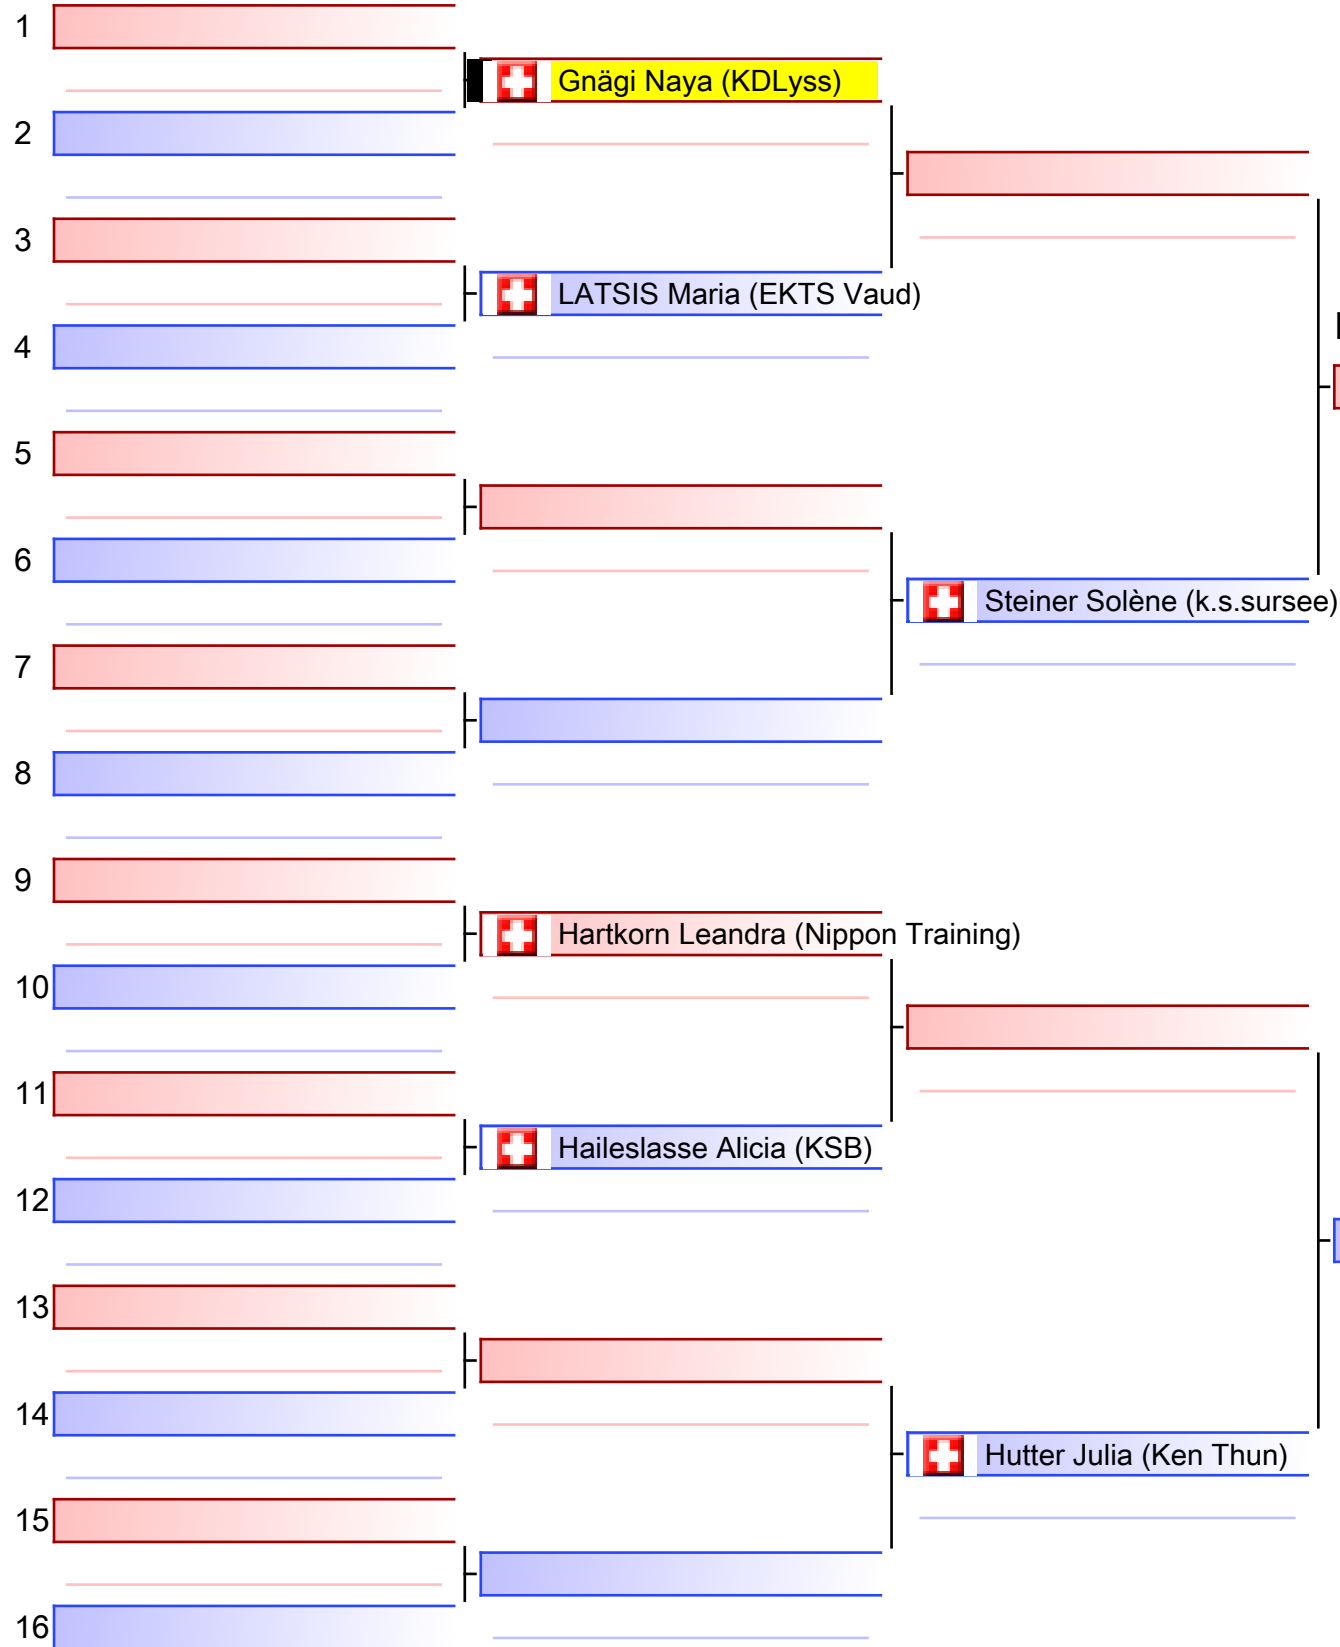 1
Gnägi Naya (KDLyss)
2
3
LATSIS Maria (EKTS Vaud)
4
5
6
Steiner Solène (k.s.sursee)
7
8
9
Hartkorn Leandra (Nippon Training)
10
11
Haileslasse Alicia (KSB)
12
13
14
Hutter Julia (Ken Thun)
15
16